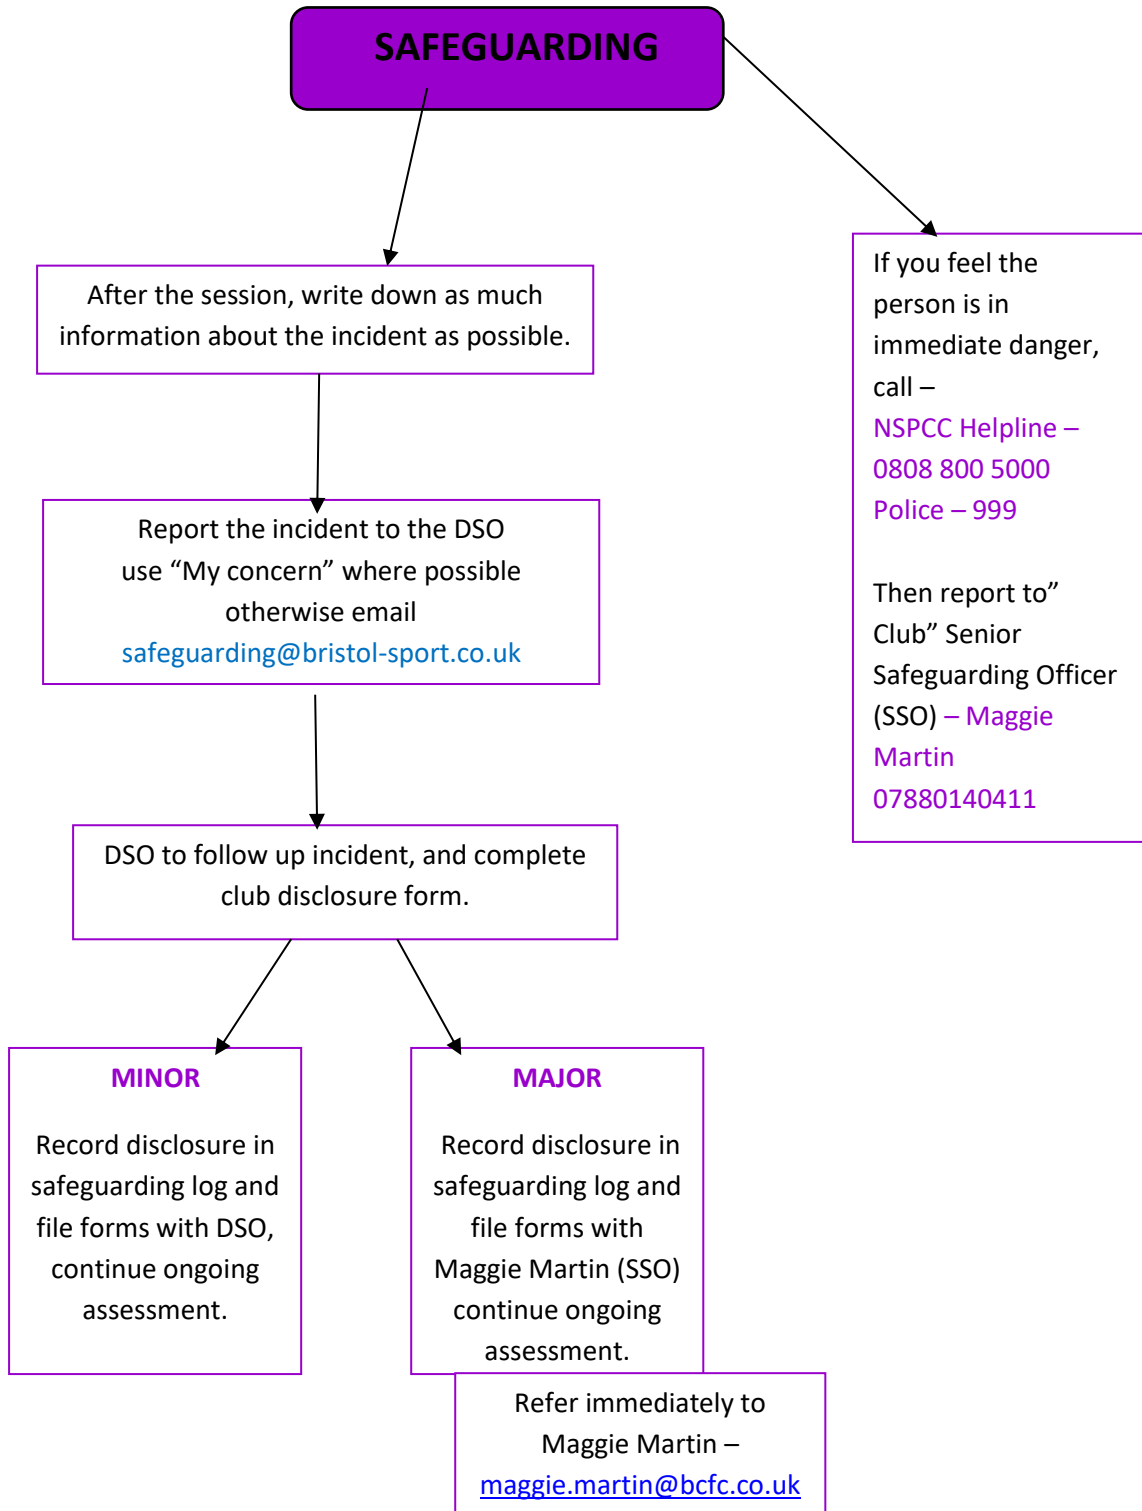 SAFEGUARDING
After the session, write down as much
information about the incident as possible.
Report the incident to the DSO
use “My concern” where possible
otherwise email
safeguarding@bristol-sport.co.uk
DSO to follow up incident, and complete
club disclosure form.
MINOR
Record disclosure in
safeguarding log and
file forms with DSO,
continue ongoing
assessment.
MAJOR
Record disclosure in
safeguarding log and
file forms with
Maggie Martin (SSO)
continue ongoing
assessment.
Refer immediately to
Maggie Martin –
maggie.martin@bcfc.co.uk
If you feel the
person is in
immediate danger,
call –
NSPCC Helpline –
0808 800 5000
Police – 999
Then report to”
Club” Senior
Safeguarding Officer
(SSO) – Maggie
Martin
07880140411